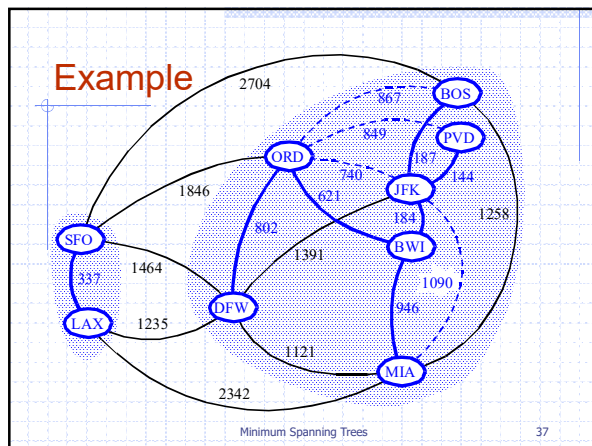 Example
2704
BOS
867
PVD
849
ORD
740
187
144
1846
621
JFK
184
1258
802
SFO
1391
BWI
1464
337
1090
946
DFW
LAX
1235
1121
MIA
2342
Minimum Spanning Trees
37